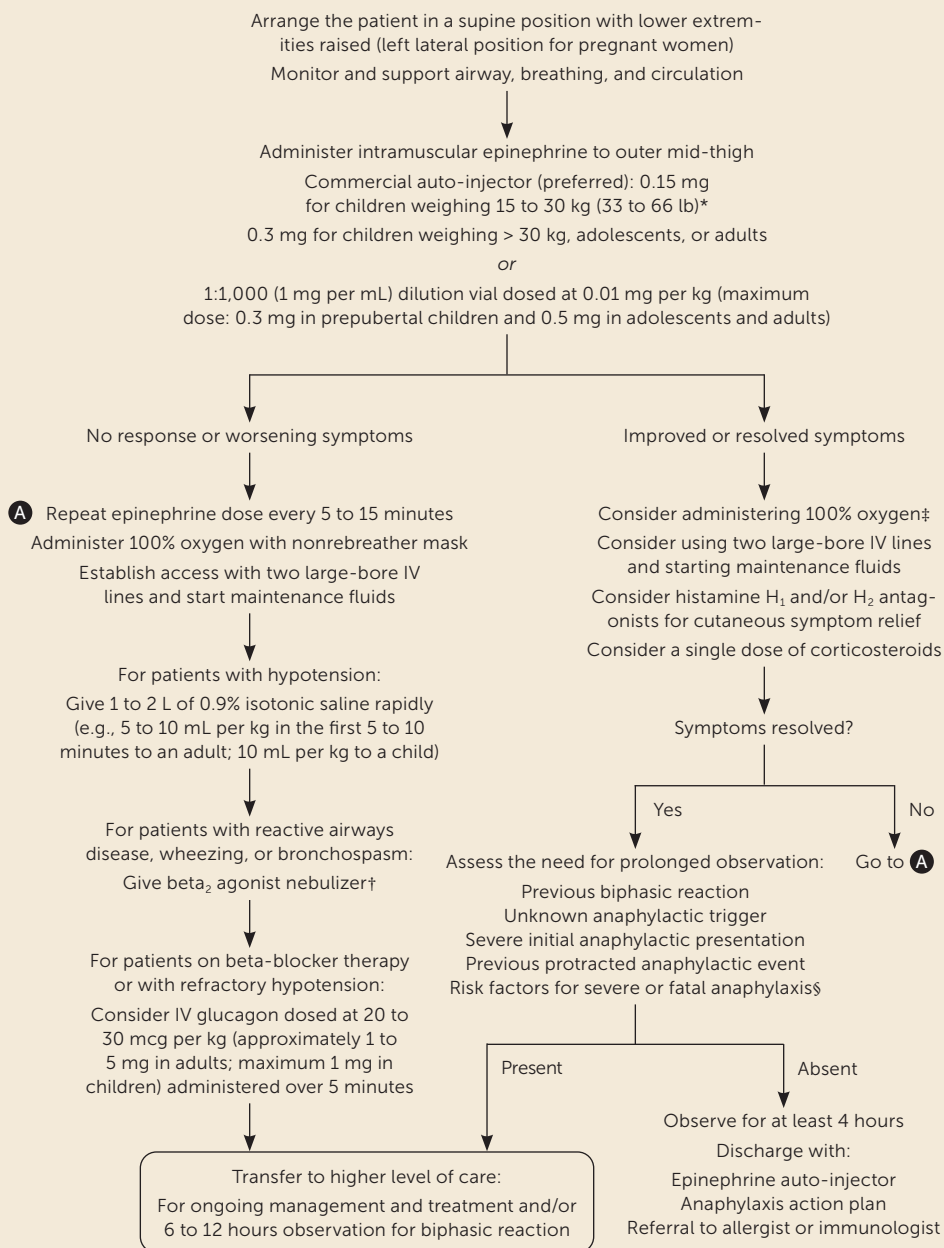 Arrange the patient in a supine position with lower extrem-
ities raised (left lateral position for pregnant women)
Monitor and support airway, breathing, and circulation
Administer intramuscular epinephrine to outer mid-thigh
Commercial auto-injector (preferred): 0.15 mg
for children weighing 15 to 30 kg (33 to 66 lb)*
0.3 mg for children weighing > 30 kg, adolescents, or adults
or
1:1,000 (1 mg per mL) dilution vial dosed at 0.01 mg per kg (maximum
dose: 0.3 mg in prepubertal children and 0.5 mg in adolescents and adults)
No response or worsening symptoms
A Repeat epinephrine dose every 5 to 15 minutes
Administer 100% oxygen with nonrebreather mask
Establish access with two large-bore IV
lines and start maintenance fluids
For patients with hypotension:
Give 1 to 2 L of 0.9% isotonic saline rapidly
(e.g., 5 to 10 mL per kg in the first 5 to 10
minutes to an adult; 10 mL per kg to a child)
For patients with reactive airways
disease, wheezing, or bronchospasm:
Give beta₂ agonist nebulizer†
For patients on beta-blocker therapy
or with refractory hypotension:
Consider IV glucagon dosed at 20 to
30 mcg per kg (approximately 1 to
5 mg in adults; maximum 1 mg in
children) administered over 5 minutes
Improved or resolved symptoms
Consider administering 100% oxygen‡
Consider using two large-bore IV lines
and starting maintenance fluids
Consider histamine H₁ and/or H₂ antag-
onists for cutaneous symptom relief
Consider a single dose of corticosteroids
Symptoms resolved?
Yes
No
Assess the need for prolonged observation:
Previous biphasic reaction
Unknown anaphylactic trigger
Severe initial anaphylactic presentation
Previous protracted anaphylactic event
Risk factors for severe or fatal anaphylaxis§
Go to A
Present
Absent
Transfer to higher level of care:
For ongoing management and treatment and/or
6 to 12 hours observation for biphasic reaction
Observe for at least 4 hours
Discharge with:
Epinephrine auto-injector
Anaphylaxis action plan
Referral to allergist or immunologist